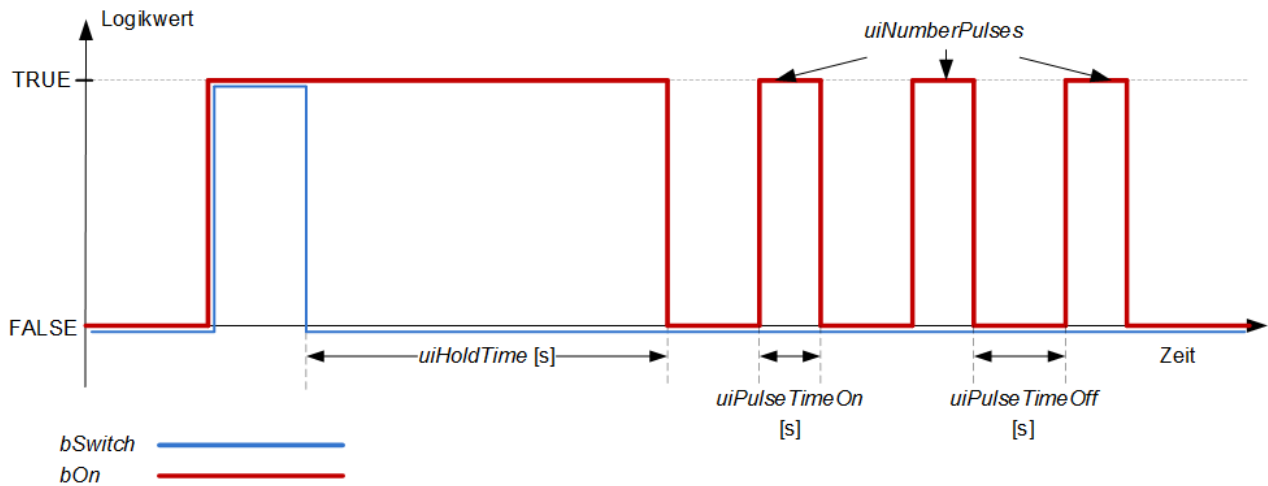 Logikwert
uiNumberPulses
TRUE
FALSE
uiHoldTime [s]
Zeit
uiPulseTimeOn
[s]
uiPulseTimeOff
[s]
bSwitch
bOn